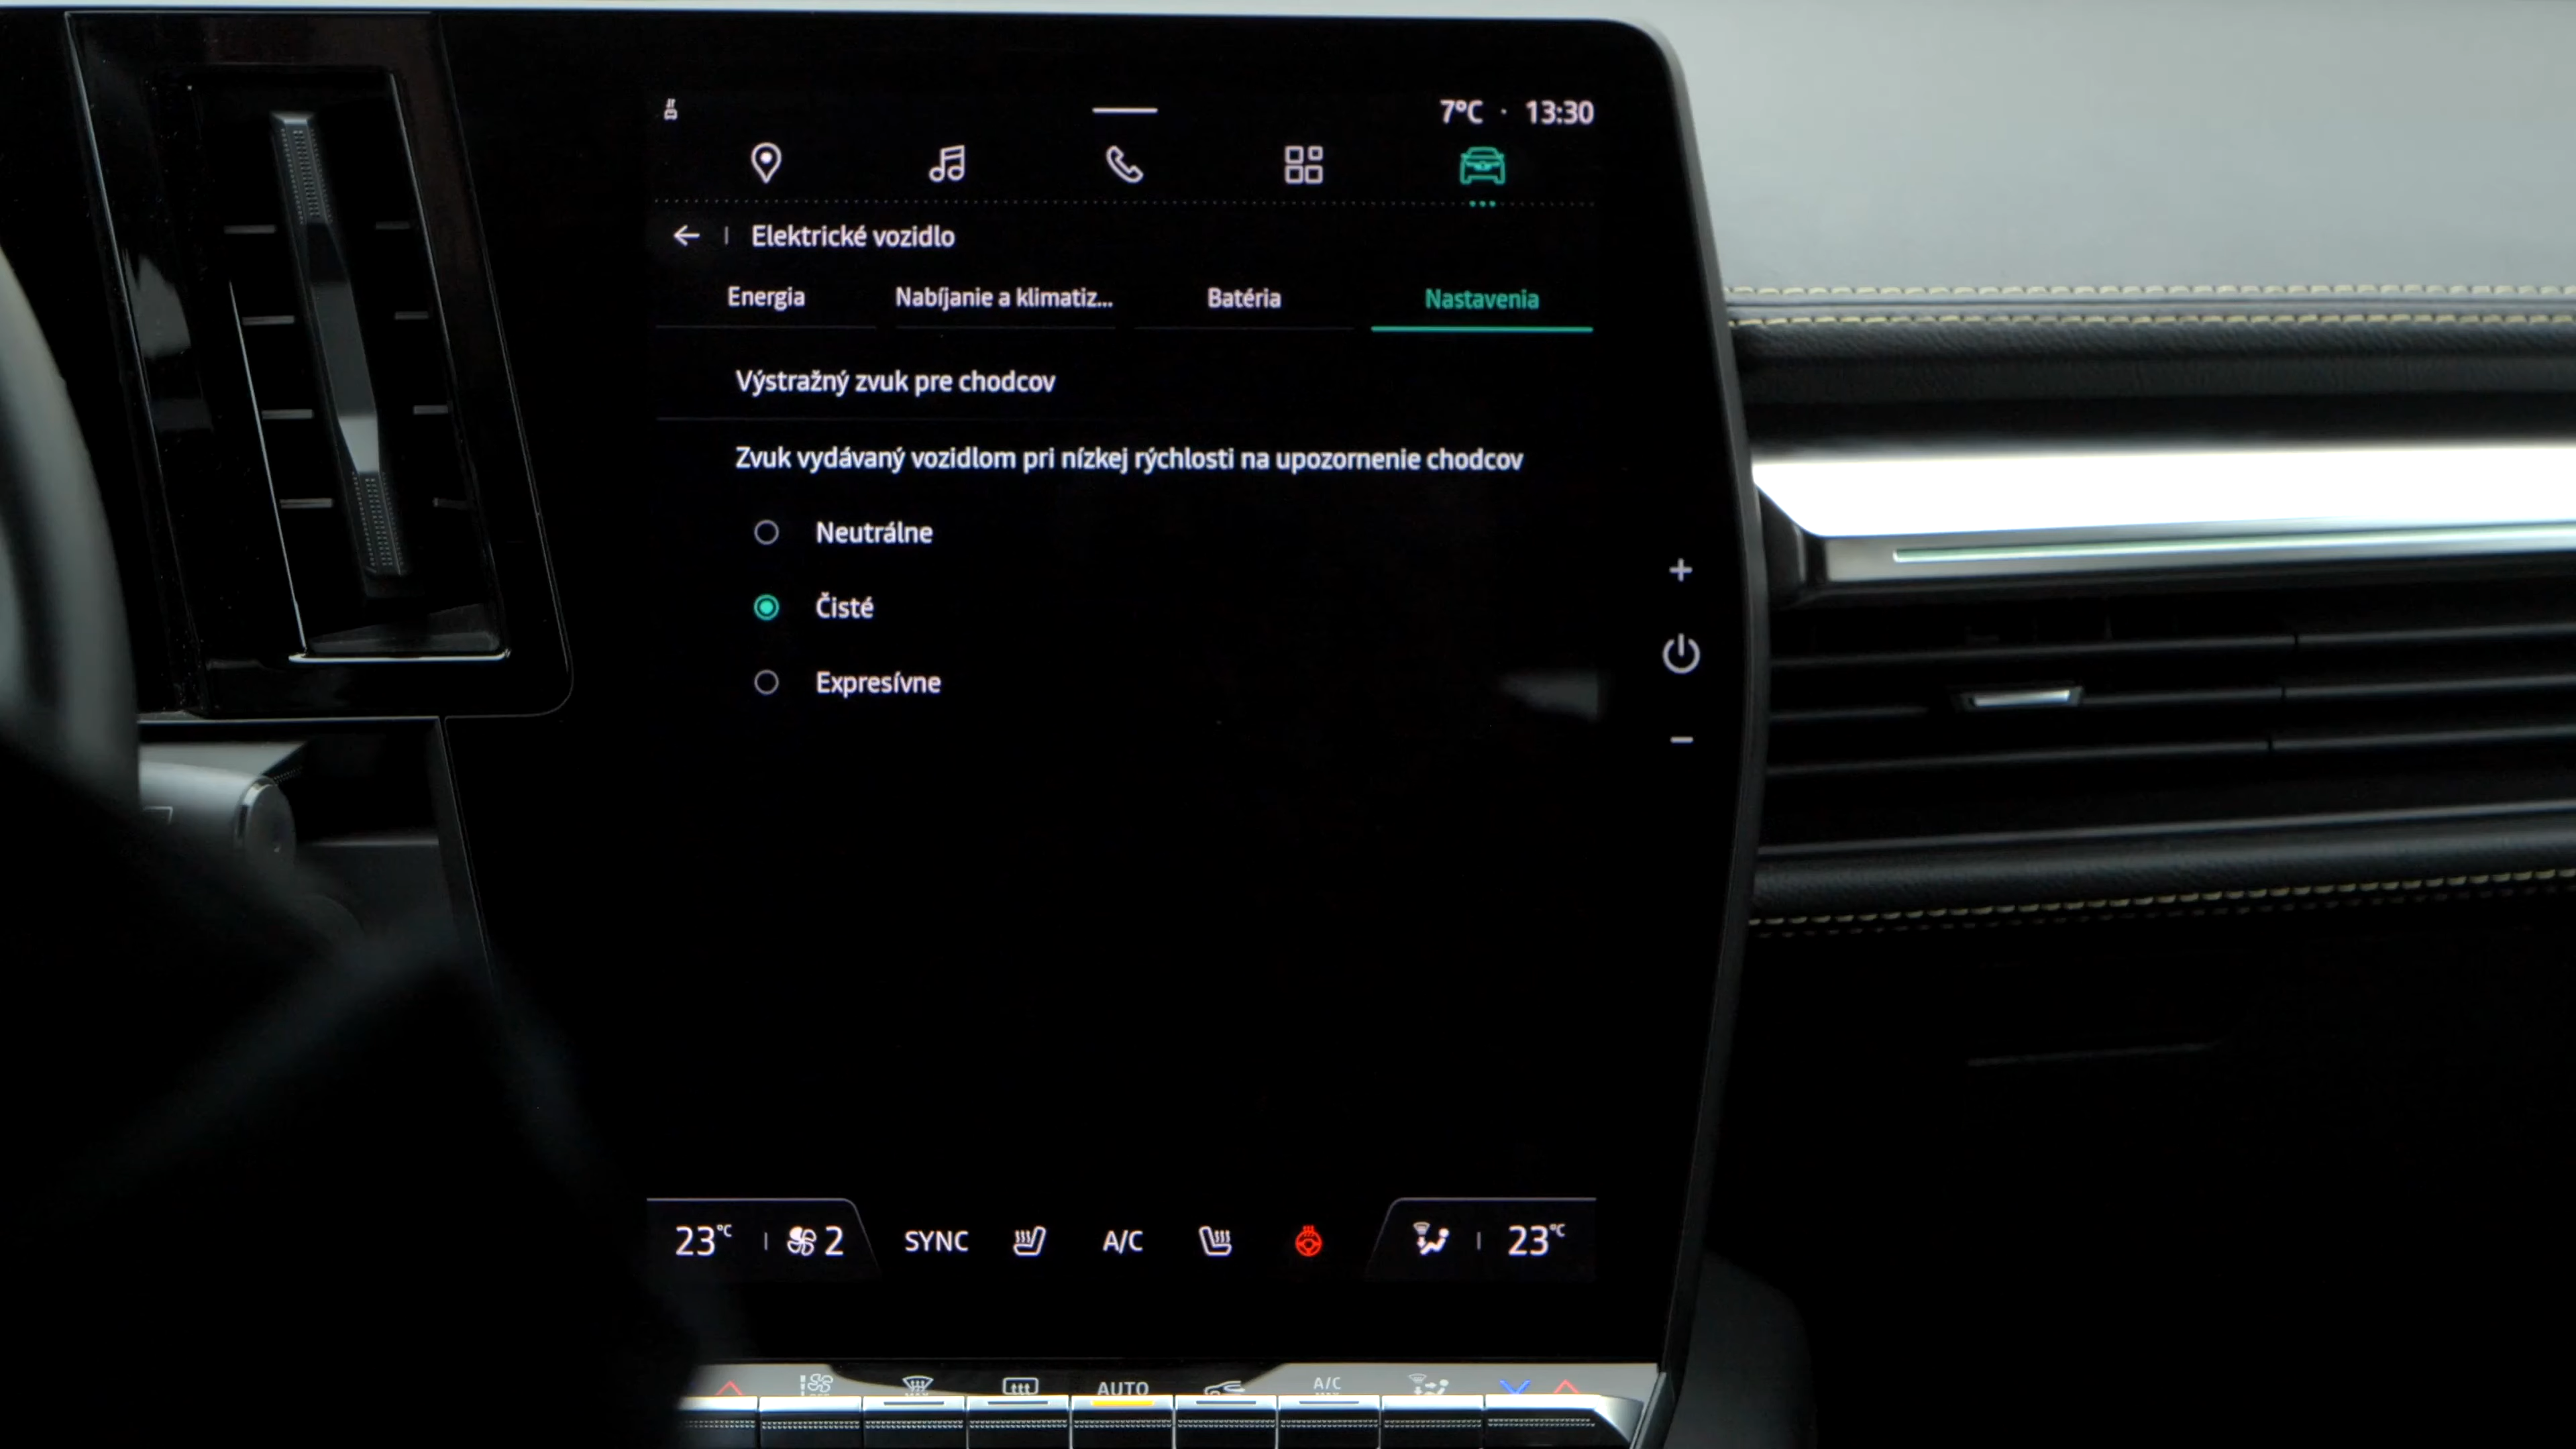 7°C · 13:30
Elektrické vozidlo
Energia
Nabíjanie a klimatiz...
Batéria
Nastavenia
Výstražný zvuk pre chodcov
Zvuk vydávaný vozidlom pri nízkej rýchlosti na upozornenie chodcov
Neutrálne
Čisté
Expresívne
+
−
23°C
2
SYNC
A/C
23°C
AUTO
A/C